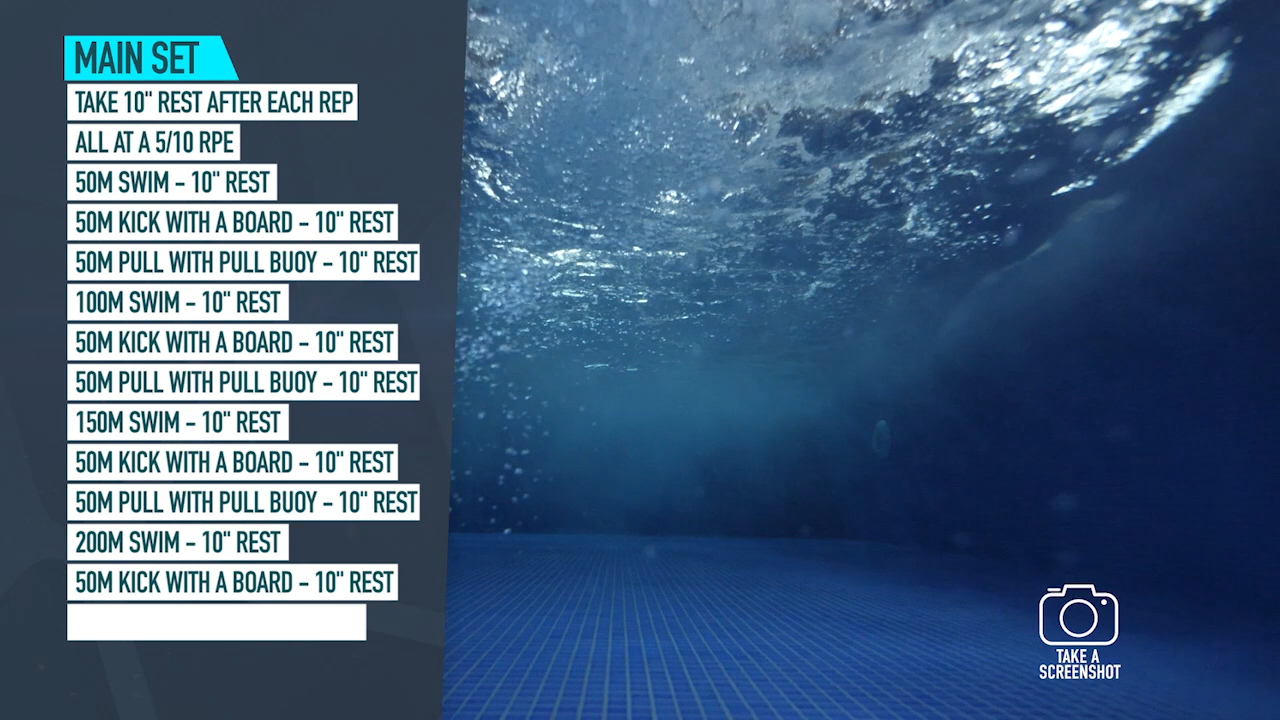 MAIN SET
TAKE 10" REST AFTER EACH REP
ALL AT A 5/10 RPE
50M SWIM - 10" REST
50M KICK WITH A BOARD - 10" REST
50M PULL WITH PULL BUOY - 10" REST
100M SWIM - 10" REST
50M KICK WITH A BOARD - 10" REST
50M PULL WITH PULL BUOY - 10" REST
150M SWIM - 10" REST
50M KICK WITH A BOARD - 10" REST
50M PULL WITH PULL BUOY - 10" REST
200M SWIM - 10" REST
50M KICK WITH A BOARD - 10" REST
TAKE A
SCREENSHOT